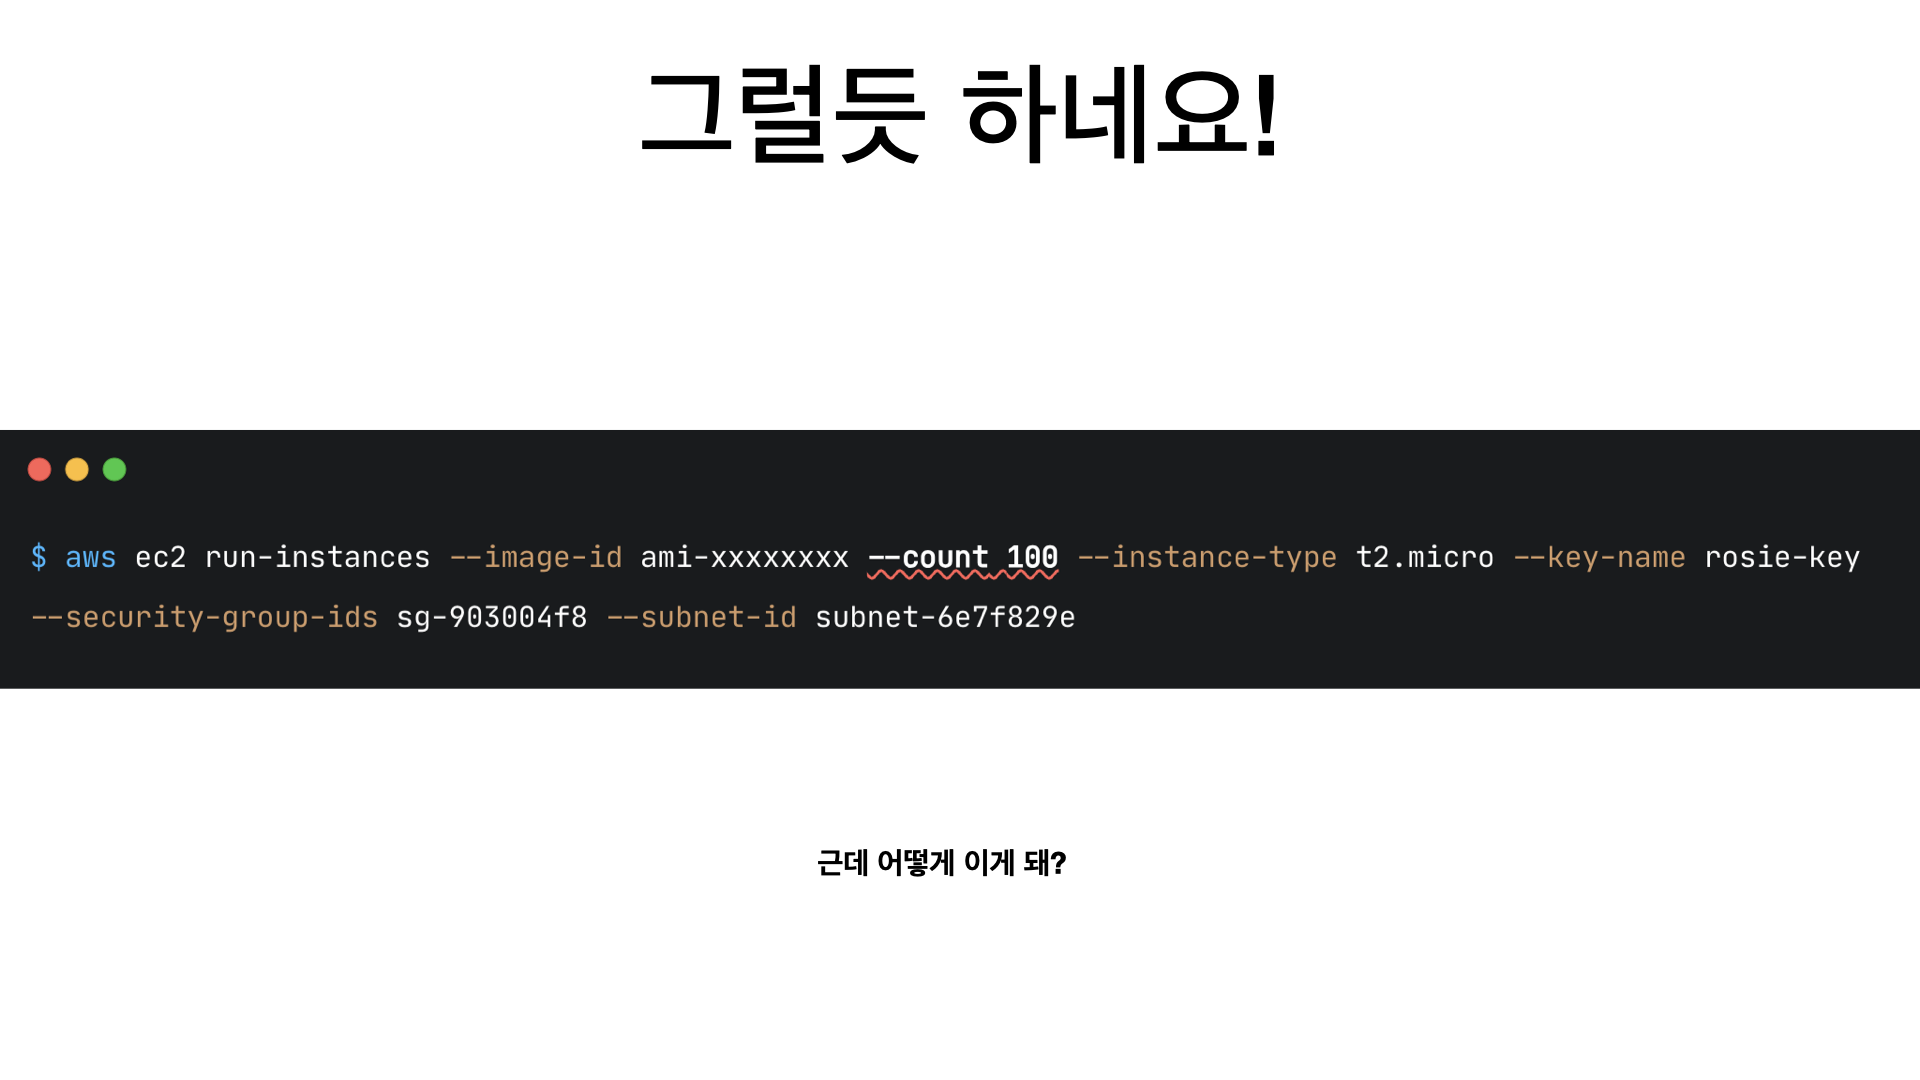 그럴듯 하네요!
$ aws ec2 run-instances --image-id ami-xxxxxxxx --count 100 --instance-type t2.micro --key-name rosie-key
--security-group-ids sg-903004f8 --subnet-id subnet-6e7f829e
근데 어떻게 이게 돼?